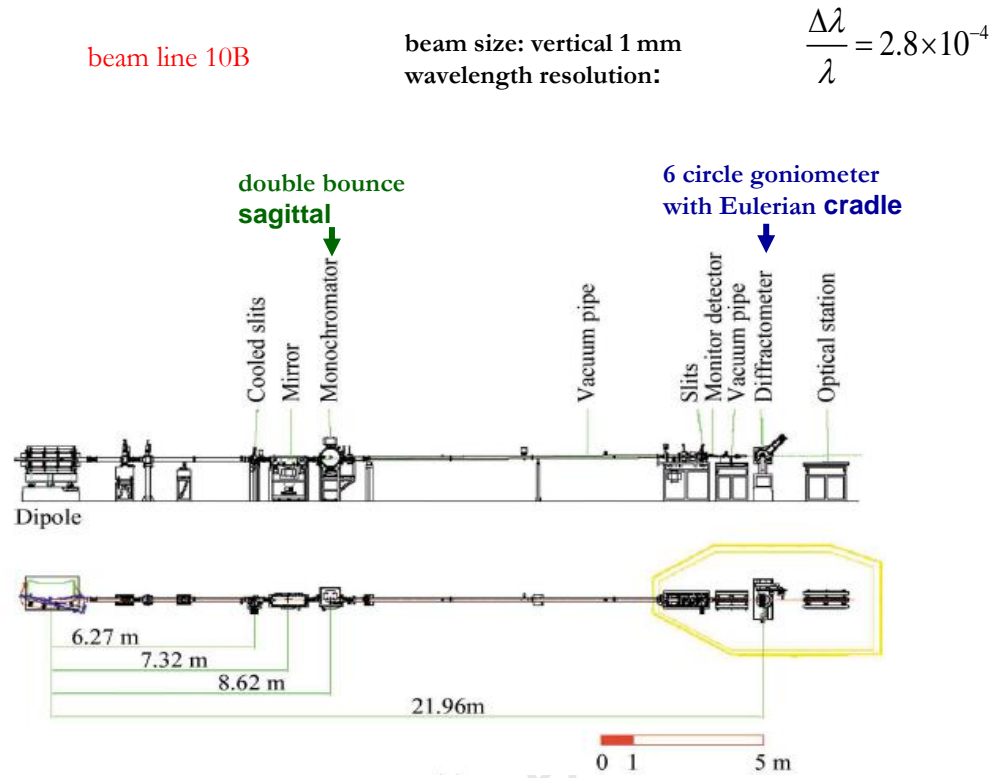 beam line 10B
beam size: vertical 1 mm
wavelength resolution:
Δλ/λ = 2.8×10⁻⁴
double bounce
sagittal
6 circle goniometer
with Eulerian cradle
Cooled slits
Mirror
Monochromator
Vacuum pipe
Slits
Monitor detector
Vacuum pipe
Diffractometer
Optical station
Dipole
6.27 m
7.32 m
8.62 m
21.96m
0 1 5 m